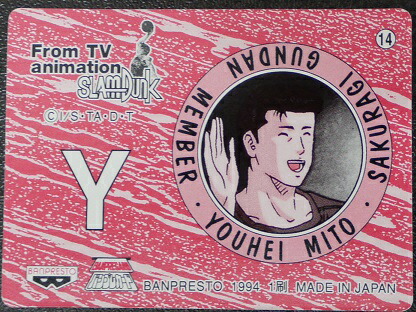 From TV
animation
SLAM DUNK
©I/S・TA・D・T
14
SAKURAGI GUNDAN MEMBER・YOUHEI MITO・
Y
BANPRESTO
BANPRESTO 1994 1刷 MADE IN JAPAN